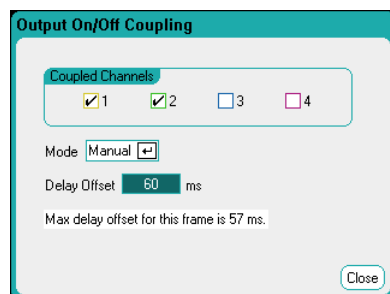 Output On/Off Coupling
Coupled Channels
1 2 3 4
Mode Manual
Delay Offset 60 ms
Max delay offset for this frame is 57 ms.
Close